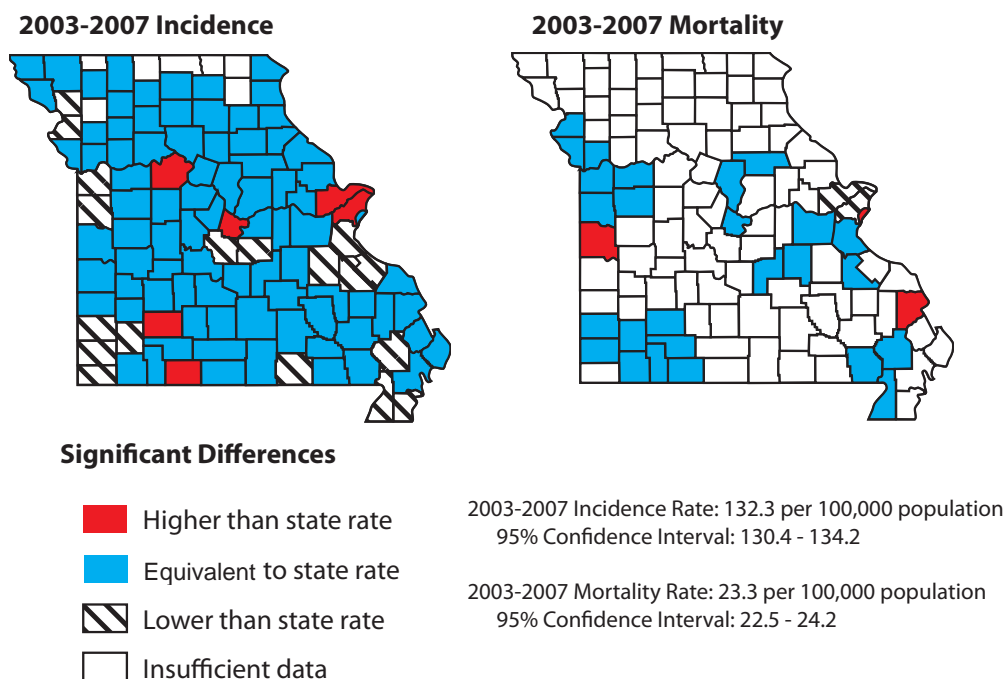 2003-2007 Incidence
2003-2007 Mortality
Significant Differences
Higher than state rate
Equivalent to state rate
Lower than state rate
Insufficient data
2003-2007 Incidence Rate: 132.3 per 100,000 population
95% Confidence Interval: 130.4 - 134.2
2003-2007 Mortality Rate: 23.3 per 100,000 population
95% Confidence Interval: 22.5 - 24.2